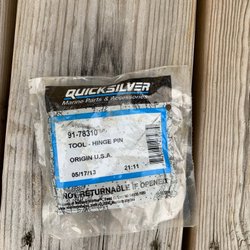 QUICKSILVER
Marine Parts & Accessories
91-78310
TOOL - HINGE PIN
ORIGIN U.S.A.
05/17/13 21:11
NOT RETURNABLE IF OPENED